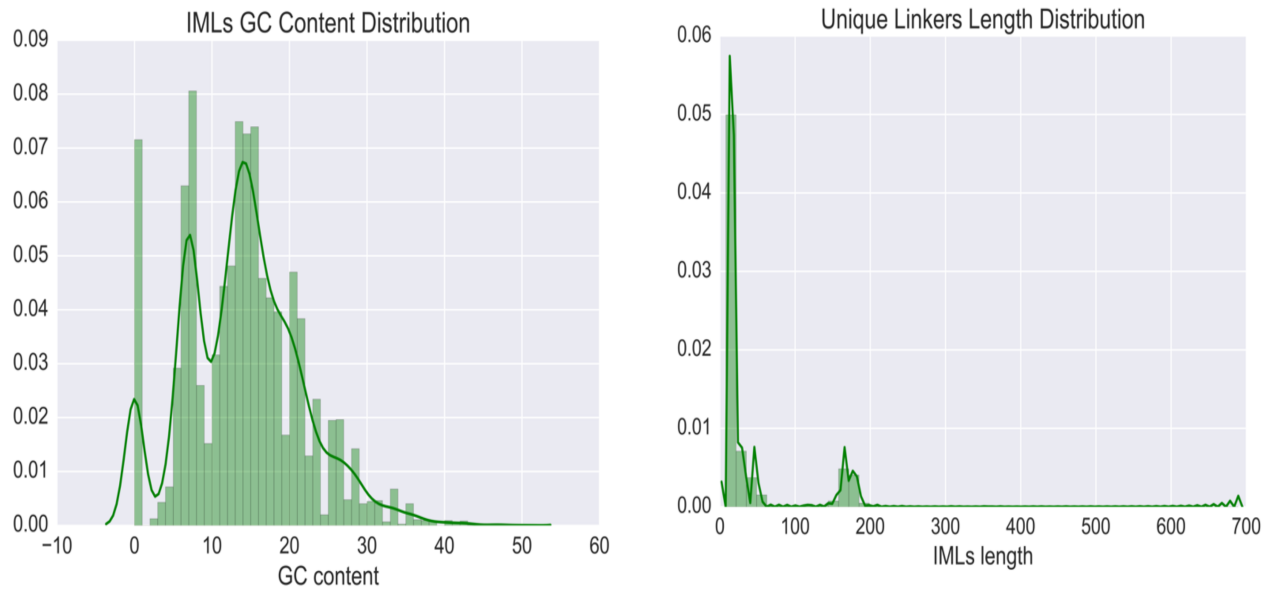 IMLs GC Content Distribution
0.09
0.08
0.07
0.06
0.05
0.04
0.03
0.02
0.01
0.00
−10 0 10 20 30 40 50 60
GC content
Unique Linkers Length Distribution
0.06
0.05
0.04
0.03
0.02
0.01
0.00
0 100 200 300 400 500 600 700
IMLs length